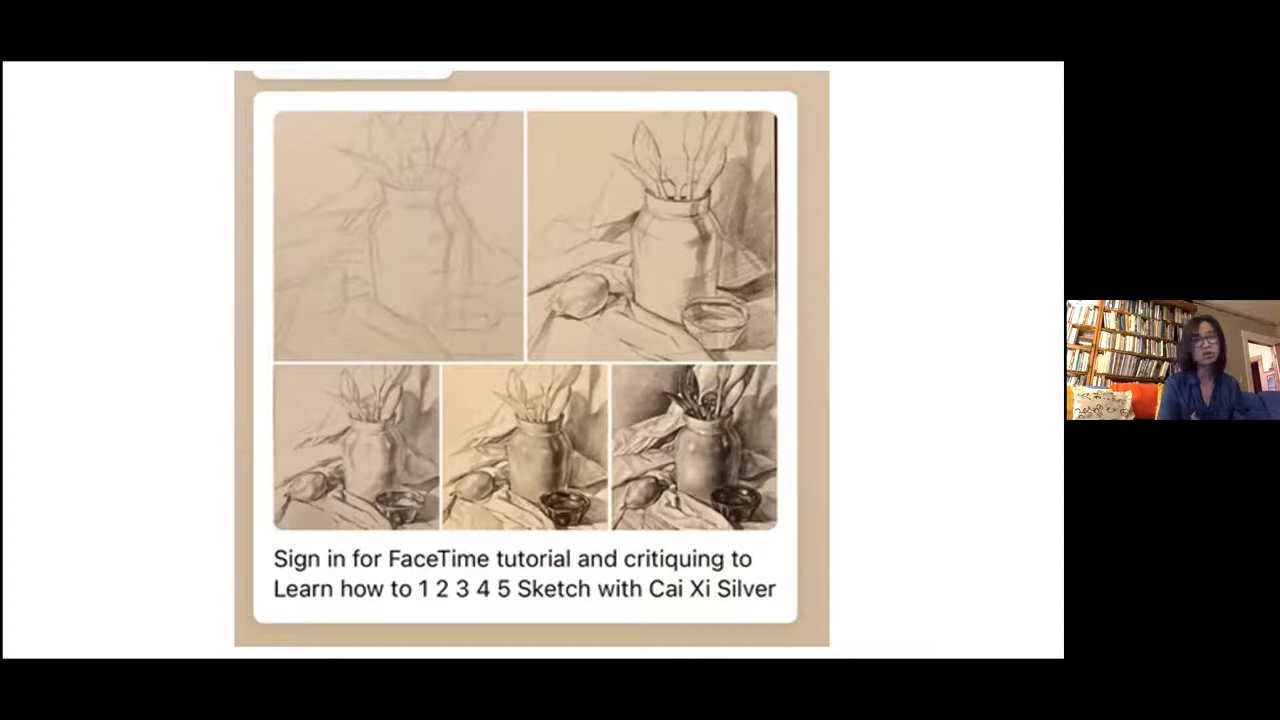 Sign in for FaceTime tutorial and critiquing to
Learn how to 1 2 3 4 5 Sketch with Cai Xi Silver